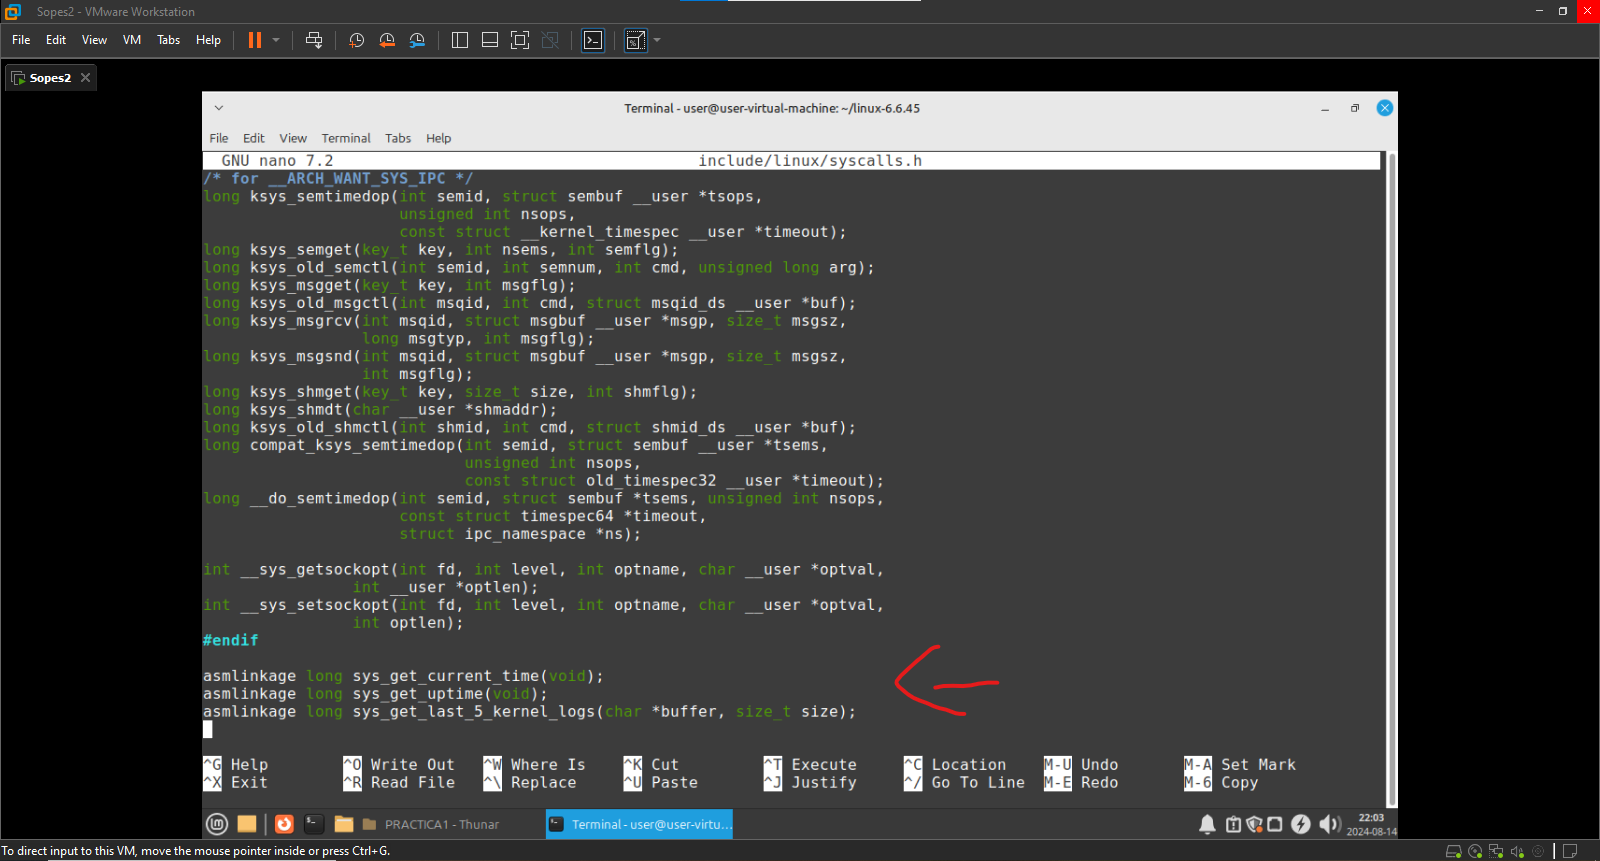 Sopes2 - VMware Workstation
File Edit View VM Tabs Help
Sopes2
Terminal - user@user-virtual-machine: ~/linux-6.6.45
File Edit View Terminal Tabs Help
GNU nano 7.2 include/linux/syscalls.h
/* for __ARCH_WANT_SYS_IPC */
long ksys_semtimedop(int semid, struct sembuf __user *tsops,
unsigned int nsops,
const struct __kernel_timespec __user *timeout);
long ksys_semget(key_t key, int nsems, int semflg);
long ksys_old_semctl(int semid, int semnum, int cmd, unsigned long arg);
long ksys_msgget(key_t key, int msgflg);
long ksys_old_msgctl(int msqid, int cmd, struct msqid_ds __user *buf);
long ksys_msgrcv(int msqid, struct msgbuf __user *msgp, size_t msgsz,
long msgtyp, int msgflg);
long ksys_msgsnd(int msqid, struct msgbuf __user *msgp, size_t msgsz,
int msgflg);
long ksys_shmget(key_t key, size_t size, int shmflg);
long ksys_shmdt(char __user *shmaddr);
long ksys_old_shmctl(int shmid, int cmd, struct shmid_ds __user *buf);
long compat_ksys_semtimedop(int semid, struct sembuf __user *tsems,
unsigned int nsops,
const struct old_timespec32 __user *timeout);
long __do_semtimedop(int semid, struct sembuf *tsems, unsigned int nsops,
const struct timespec64 *timeout,
struct ipc_namespace *ns);
int __sys_getsockopt(int fd, int level, int optname, char __user *optval,
int __user *optlen);
int __sys_setsockopt(int fd, int level, int optname, char __user *optval,
int optlen);
#endif
asmlinkage long sys_get_current_time(void);
asmlinkage long sys_get_uptime(void);
asmlinkage long sys_get_last_5_kernel_logs(char *buffer, size_t size);
^G Help ^O Write Out ^W Where Is ^K Cut ^T Execute ^C Location M-U Undo M-A Set Mark
^X Exit ^R Read File ^\ Replace ^U Paste ^J Justify ^/ Go To Line M-E Redo M-6 Copy
PRACTICA1 - Thunar Terminal - user@user-virtu... 22:03
2024-08-14
To direct input to this VM, move the mouse pointer inside or press Ctrl+G.